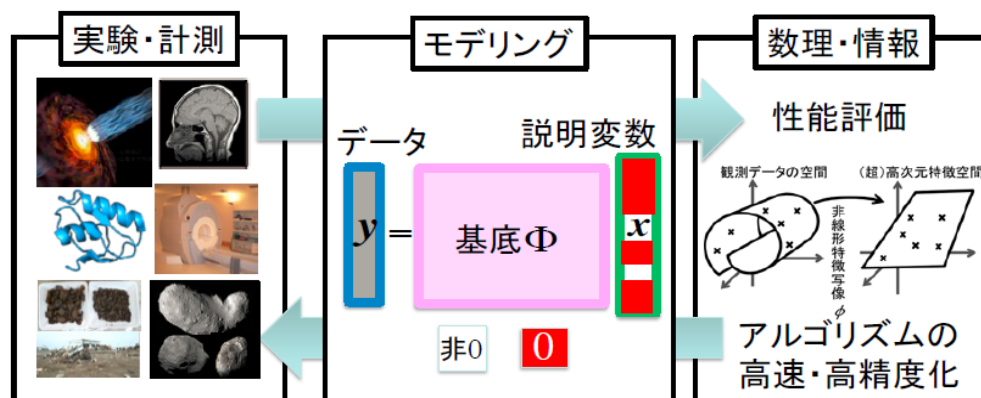 実験・計測
モデリング
データ
説明変数
y
=
基底Φ
x
非0
0
数理・情報
性能評価
観測データの空間
(超)高次元特徴空間
非線形特徴写像φ
アルゴリズムの
高速・高精度化